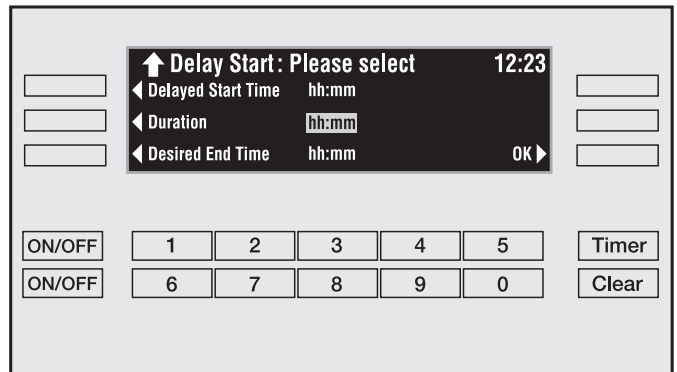 Delay Start: Please select 12:23
Delayed Start Time hh:mm
Duration hh:mm
Desired End Time hh:mm OK
ON/OFF 1 2 3 4 5 Timer
ON/OFF 6 7 8 9 0 Clear